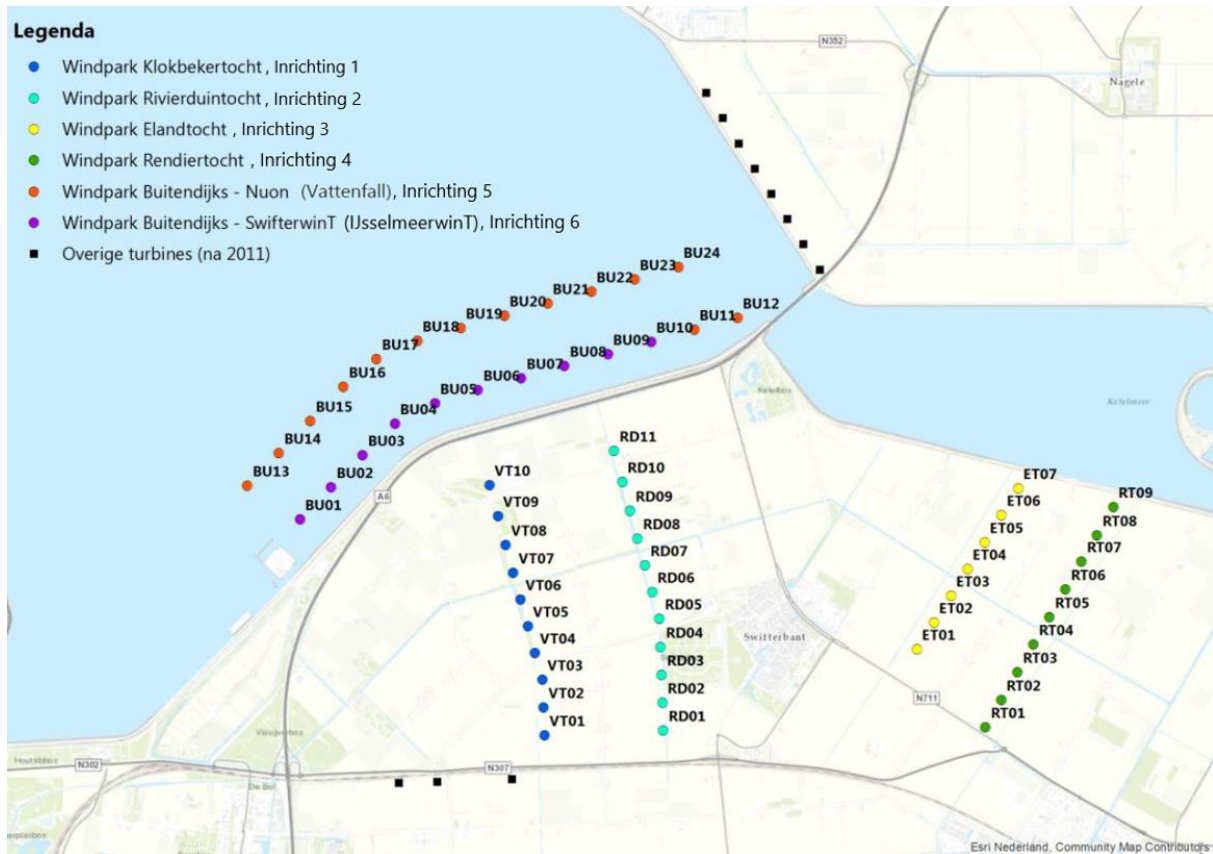 Legenda
Windpark Klokbekertocht , Inrichting 1
Windpark Rivierduintocht , Inrichting 2
Windpark Elandtocht , Inrichting 3
Windpark Rendiertocht , Inrichting 4
Windpark Buitendijks - Nuon (Vattenfall), Inrichting 5
Windpark Buitendijks - SwifterwinT (IJsselmeerwinT), Inrichting 6
Overige turbines (na 2011)
N352
Nagele
BU24
BU23
BU22
BU21
BU20
BU19
BU18
BU17
BU16
BU15
BU14
BU13
BU12
BU11
BU10
BU09
BU08
BU07
BU06
BU05
BU04
BU03
BU02
BU01
A6
Ketelbos
Ketelmeer
VT10
VT09
VT08
VT07
VT06
VT05
VT04
VT03
VT02
VT01
RD11
RD10
RD09
RD08
RD07
RD06
RD05
RD04
RD03
RD02
RD01
Swifterbant
ET07
ET06
ET05
ET04
ET03
ET02
ET01
RT09
RT08
RT07
RT06
RT05
RT04
RT03
RT02
RT01
N711
Visvijverbos
Houtribbos
N302
De Bolt
N307
Esri Nederland, Community Map Contributors